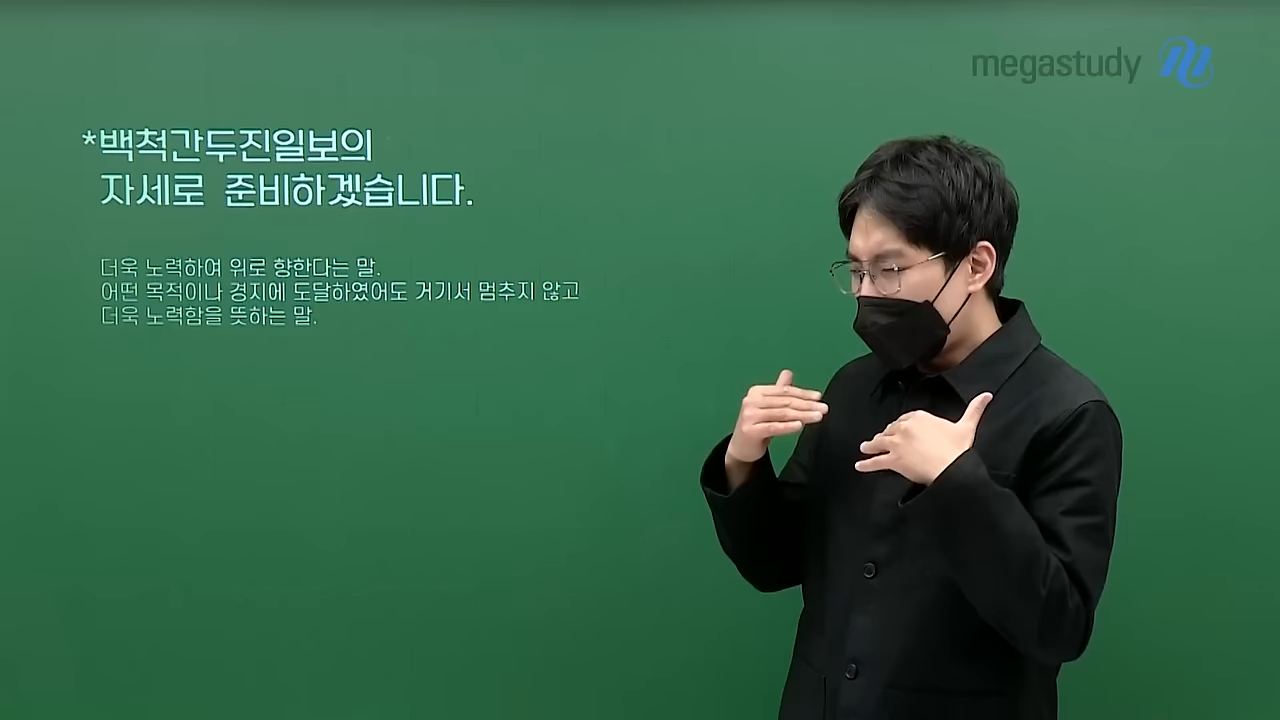 megastudy
*백척간두진일보의
자세로 준비하겠습니다.
더욱 노력하여 위로 향한다는 말.
어떤 목적이나 경지에 도달하였어도 거기서 멈추지 않고
더욱 노력함을 뜻하는 말.